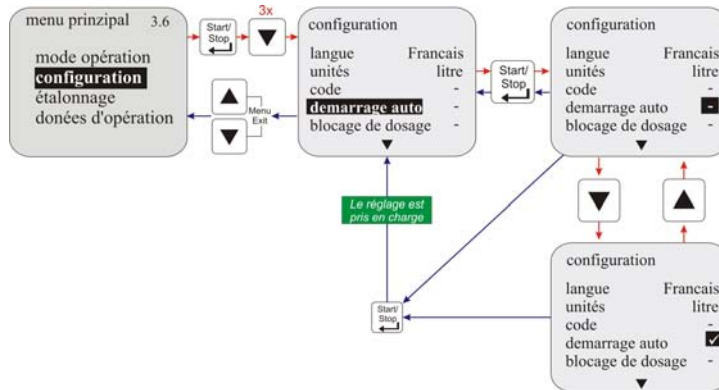 menu prinzipal 3.6
mode opération
configuration
étalonnage
donées d'opération
Start/
Stop
3x
Menu
Exit
configuration
langue Francais
unités litre
code -
demarrage auto -
blocage de dosage -
Start/
Stop
configuration
langue Francais
unités litre
code -
demarrage auto -
blocage de dosage -
Le réglage est
pris en charge
Start/
Stop
configuration
langue Francais
unités litre
code -
demarrage auto ✓
blocage de dosage -